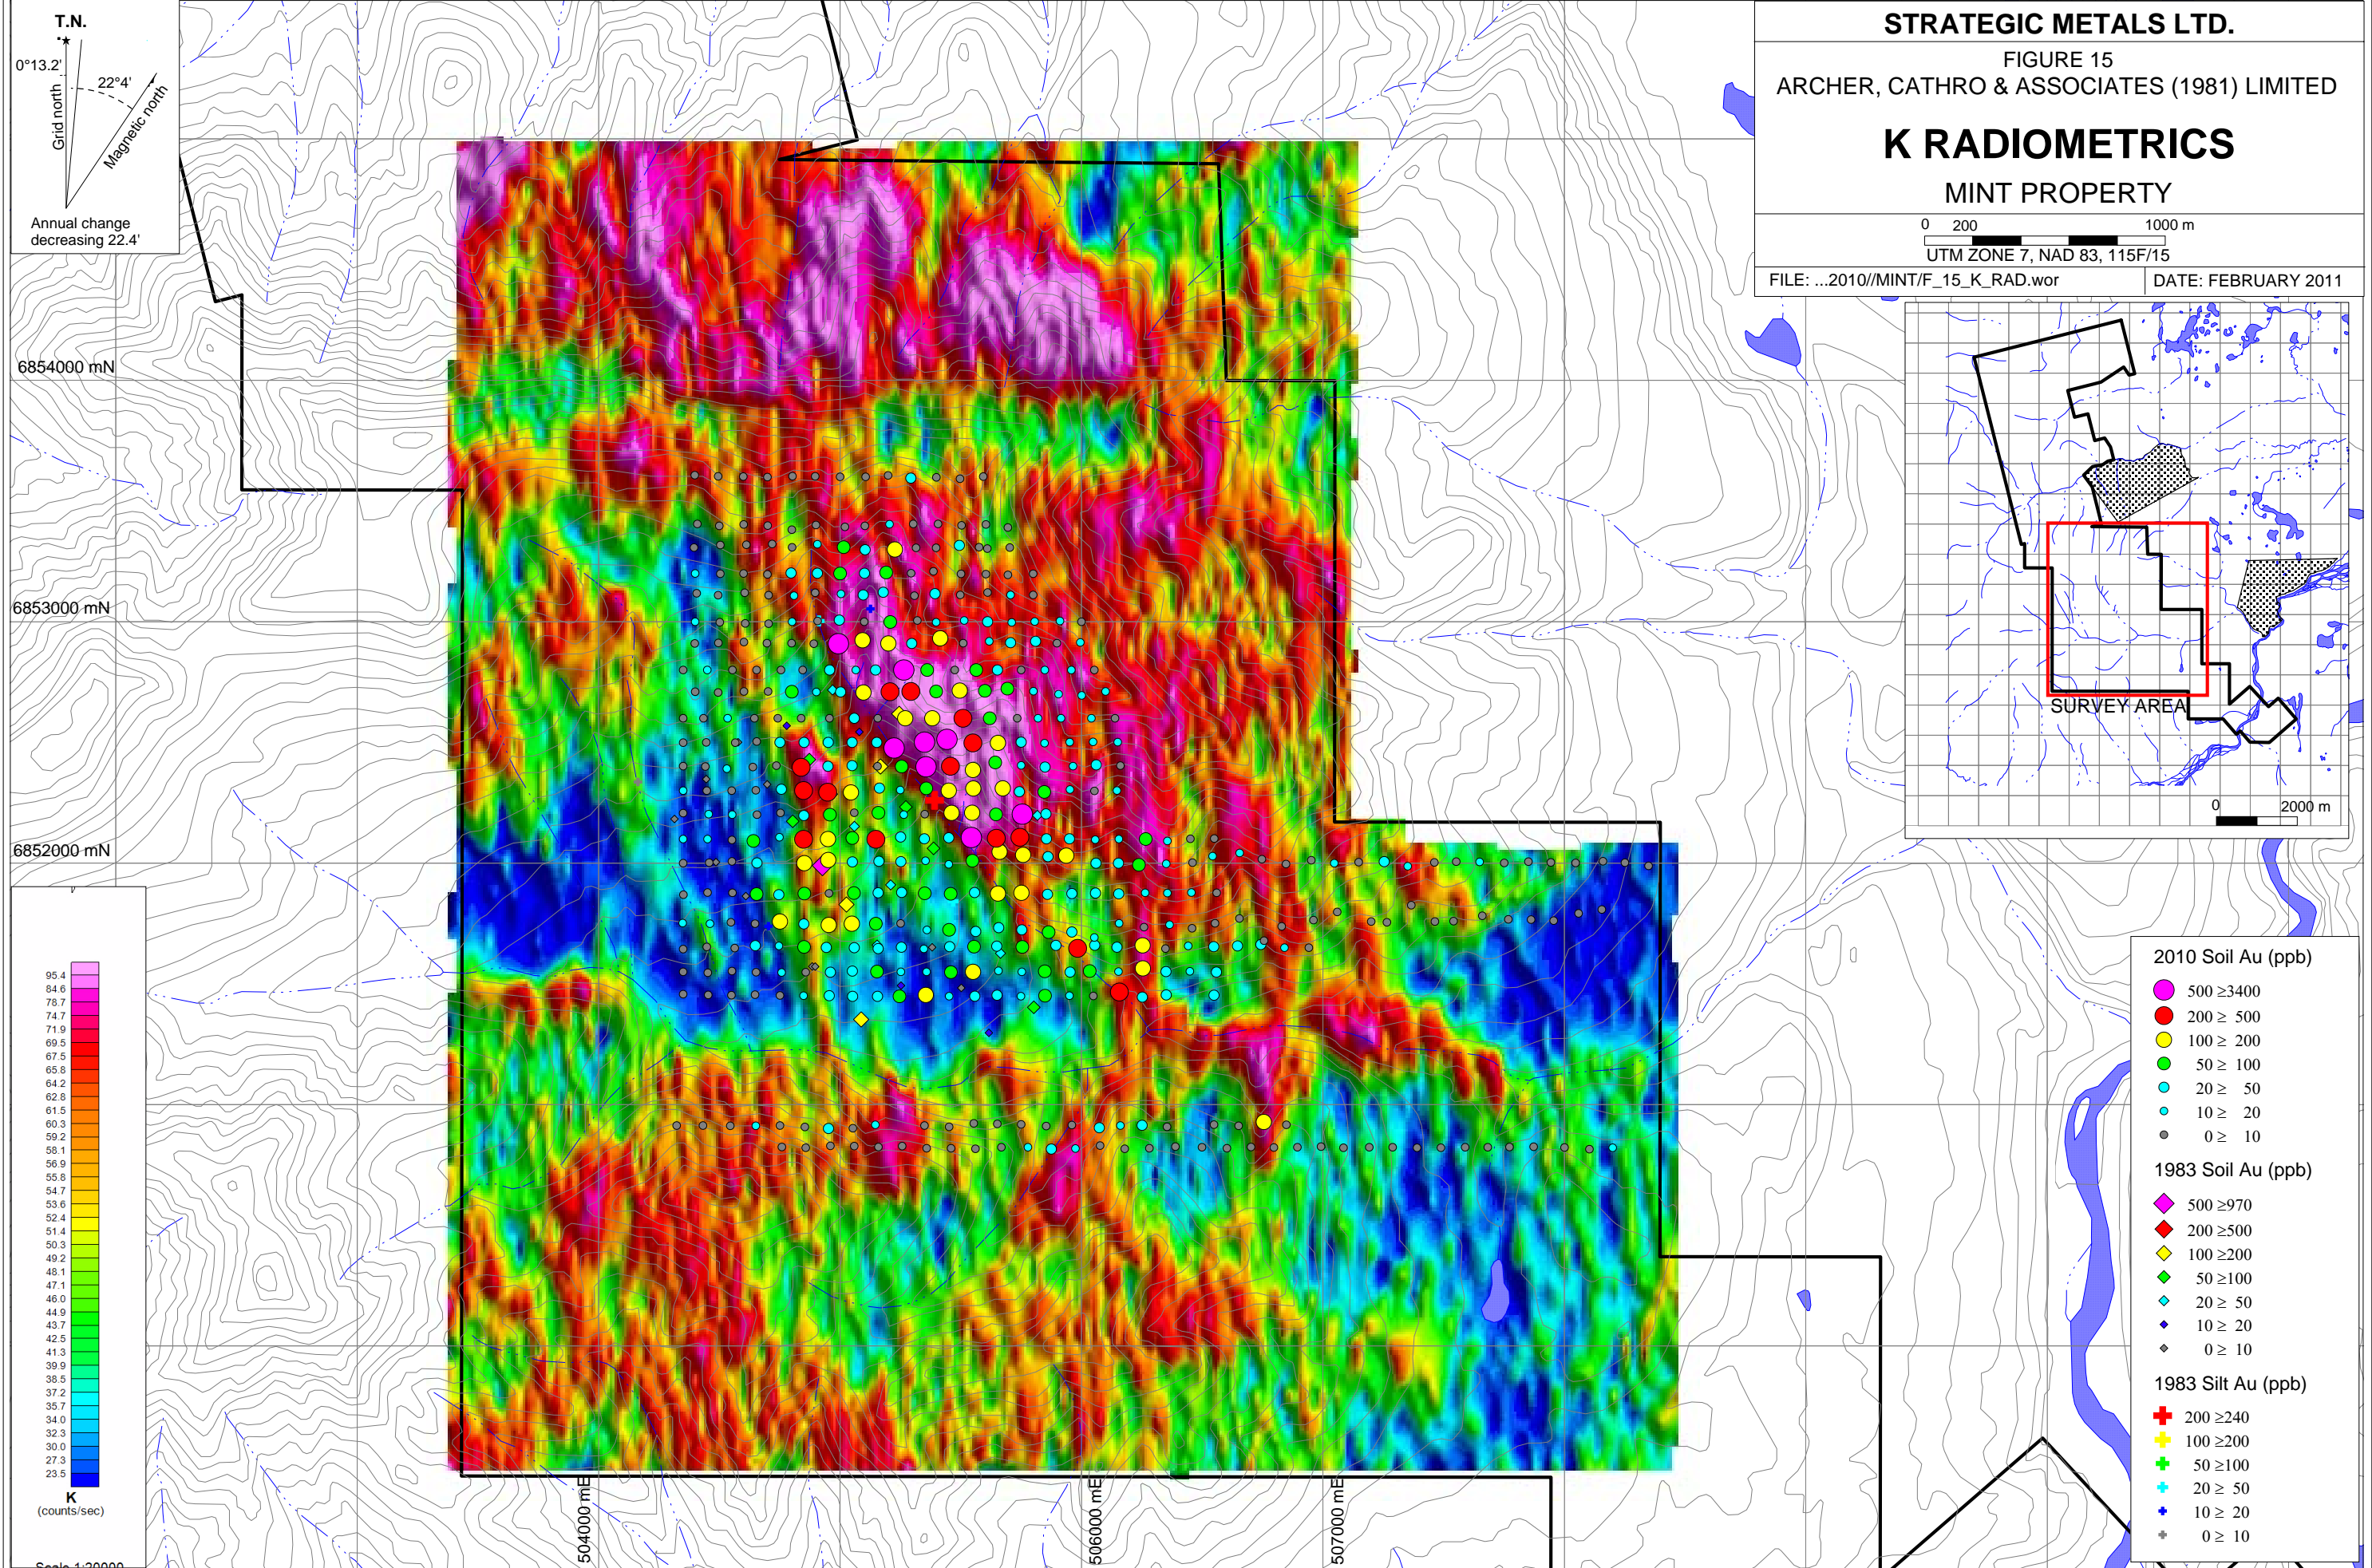 T.N.
0°13.2'
22°4'
Grid north
Magnetic north
Annual change
decreasing 22.4'
STRATEGIC METALS LTD.
FIGURE 15
ARCHER, CATHRO & ASSOCIATES (1981) LIMITED
K RADIOMETRICS
MINT PROPERTY
0 200 1000 m
UTM ZONE 7, NAD 83, 115F/15
FILE: ...2010//MINT/F_15_K_RAD.wor
DATE: FEBRUARY 2011
SURVEY AREA
0 2000 m
6854000 mN
6853000 mN
6852000 mN
504000 mE
506000 mE
507000 mE
95.4
84.6
78.7
74.7
71.9
69.5
67.5
65.8
64.2
62.8
61.5
60.3
59.2
58.1
56.9
55.8
54.7
53.6
52.4
51.4
50.3
49.2
48.1
47.1
46.0
44.9
43.7
42.5
41.3
39.9
38.5
37.2
35.7
34.0
32.3
30.0
27.3
23.5
K
(counts/sec)
Scale 1:20000
2010 Soil Au (ppb)
500 ≥3400
200 ≥ 500
100 ≥ 200
50 ≥ 100
20 ≥ 50
10 ≥ 20
0 ≥ 10
1983 Soil Au (ppb)
500 ≥970
200 ≥500
100 ≥200
50 ≥100
20 ≥ 50
10 ≥ 20
0 ≥ 10
1983 Silt Au (ppb)
200 ≥240
100 ≥200
50 ≥100
20 ≥ 50
10 ≥ 20
0 ≥ 10